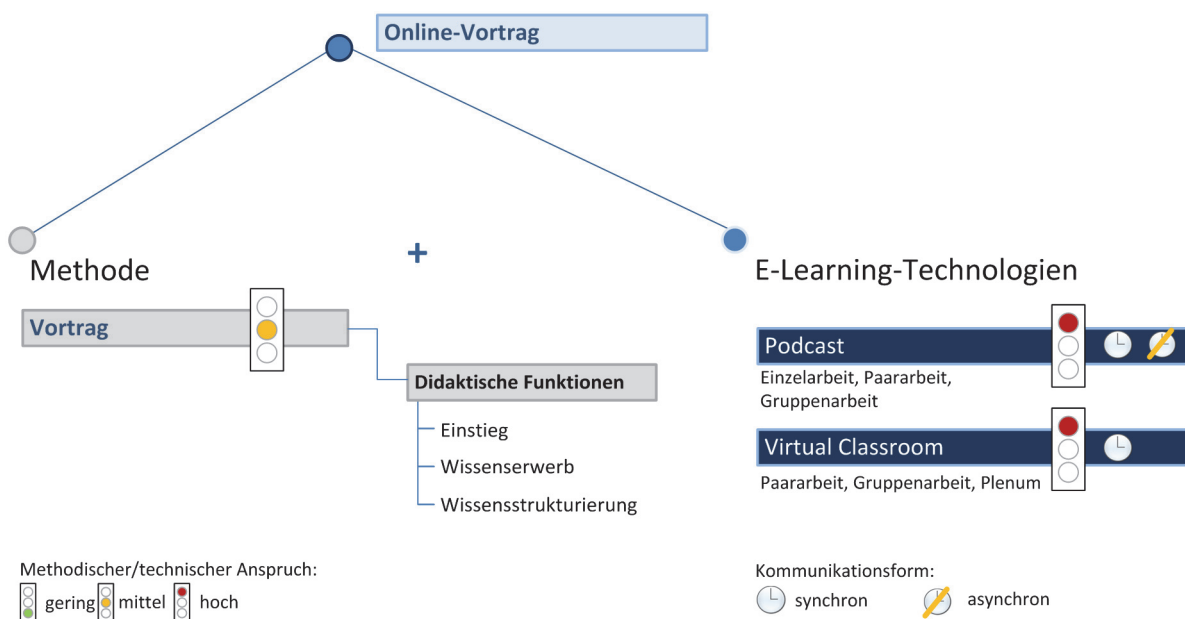 Online-Vortrag
+
Methode
Vortrag
Didaktische Funktionen
Einstieg
Wissenserwerb
Wissensstrukturierung
E-Learning-Technologien
Podcast
Einzelarbeit, Paararbeit,
Gruppenarbeit
Virtual Classroom
Paararbeit, Gruppenarbeit, Plenum
Methodischer/technischer Anspruch:
gering mittel hoch
Kommunikationsform:
synchron asynchron